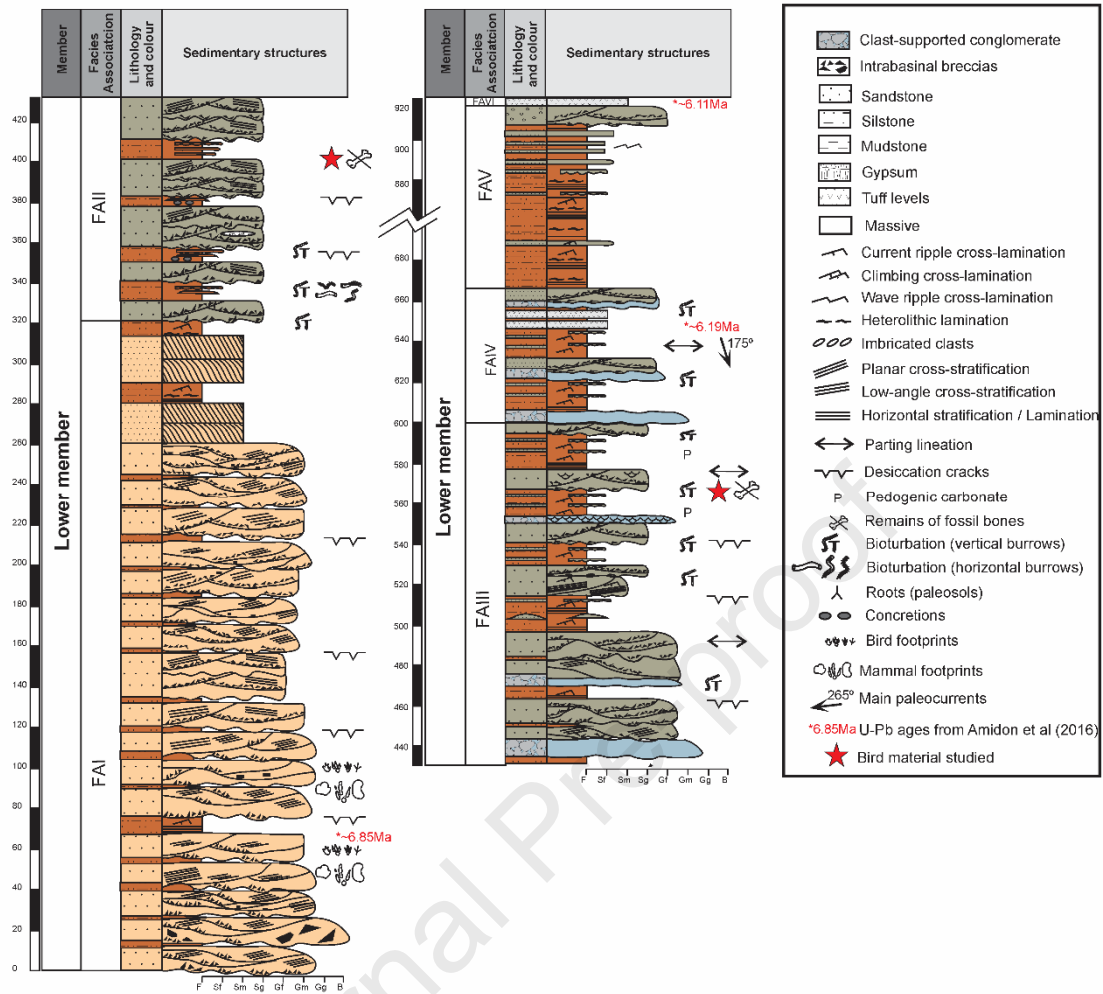 Member
Facies
Associatcion
Lithology
and colour
Sedimentary structures
420
400
380
360
340
320
300
280
260
240
220
200
180
160
140
120
100
80
60
40
20
0
Lower member
FAII
FAI
*~6.85Ma
F Sf Sm Sg Gf Gm Gg B
Member
Facies
Association
Lithology
and colour
Sedimentary structures
920
900
880
680
660
640
620
600
580
560
540
520
500
480
460
440
Lower member
FAVI
FAV
FAIV
FAIII
*~6.11Ma
*~6.19Ma
175º
P
P
F Sf Sm Sg Gf Gm Gg B
Clast-supported conglomerate
Intrabasinal breccias
Sandstone
Silstone
Mudstone
Gypsum
Tuff levels
Massive
Current ripple cross-lamination
Climbing cross-lamination
Wave ripple cross-lamination
Heterolithic lamination
Imbricated clasts
Planar cross-stratification
Low-angle cross-stratification
Horizontal stratification / Lamination
Parting lineation
Desiccation cracks
P Pedogenic carbonate
Remains of fossil bones
Bioturbation (vertical burrows)
Bioturbation (horizontal burrows)
Roots (paleosols)
Concretions
Bird footprints
Mammal footprints
265º Main paleocurrents
*6.85Ma U-Pb ages from Amidon et al (2016)
Bird material studied
rnal Pre-proof